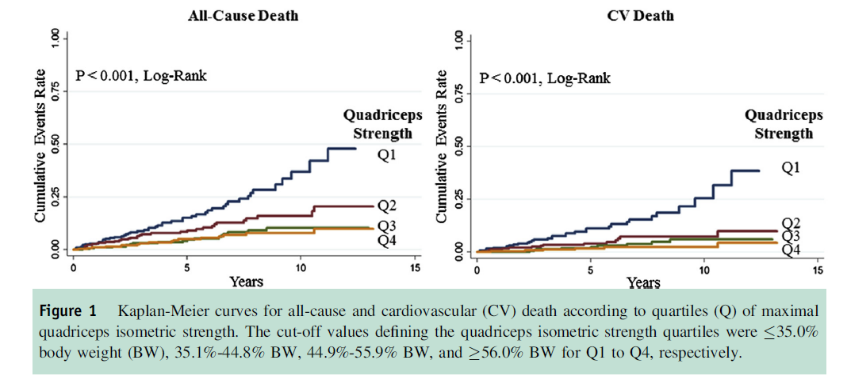 All-Cause Death
Cumulative Events Rate
1.00
0.75
0.50
0.25
0.00
P<0.001, Log-Rank
Quadriceps
Strength
Q1
Q2
Q3
Q4
0
5
10
15
Years
CV Death
Cumulative Events Rate
1.00
0.75
0.50
0.25
0.00
P<0.001, Log-Rank
Quadriceps
Strength
Q1
Q2
Q3
Q4
0
5
10
15
Years
Figure 1 Kaplan-Meier curves for all-cause and cardiovascular (CV) death according to quartiles (Q) of maximal
quadriceps isometric strength. The cut-off values defining the quadriceps isometric strength quartiles were ≤35.0%
body weight (BW), 35.1%-44.8% BW, 44.9%-55.9% BW, and ≥56.0% BW for Q1 to Q4, respectively.